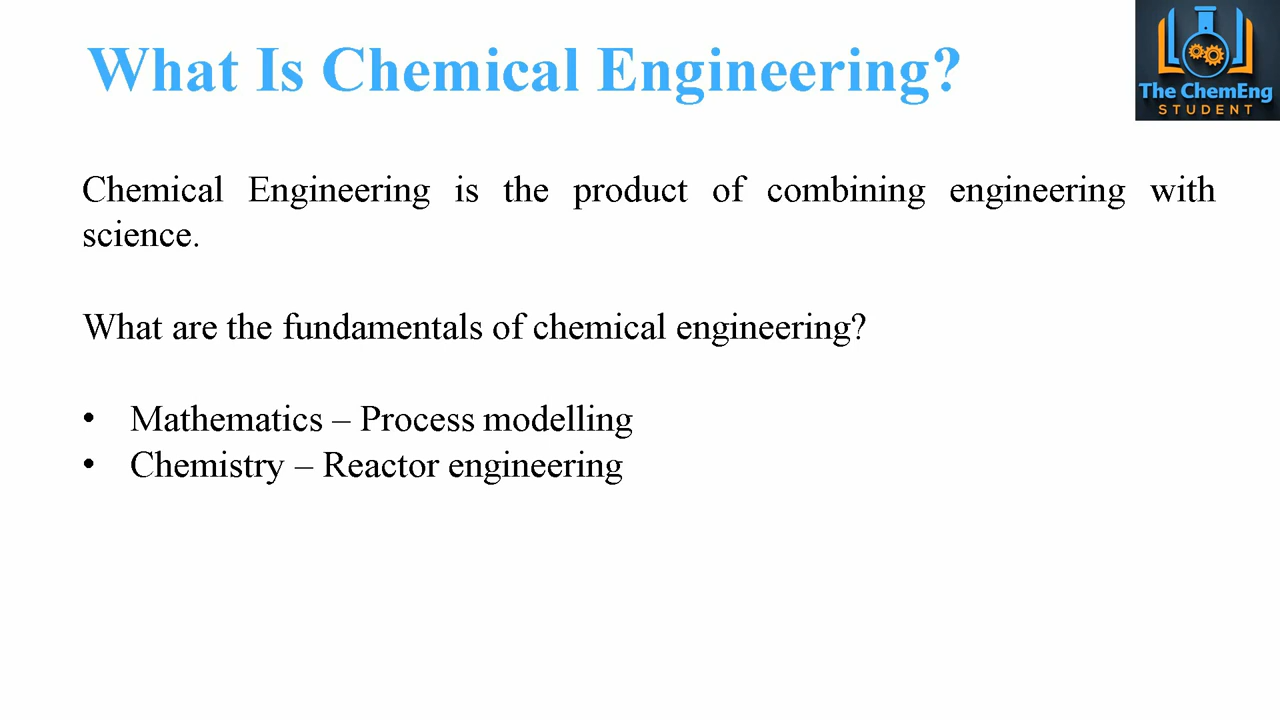 What Is Chemical Engineering?
The ChemEng
STUDENT
Chemical Engineering is the product of combining engineering with
science.
What are the fundamentals of chemical engineering?
• Mathematics – Process modelling
• Chemistry – Reactor engineering